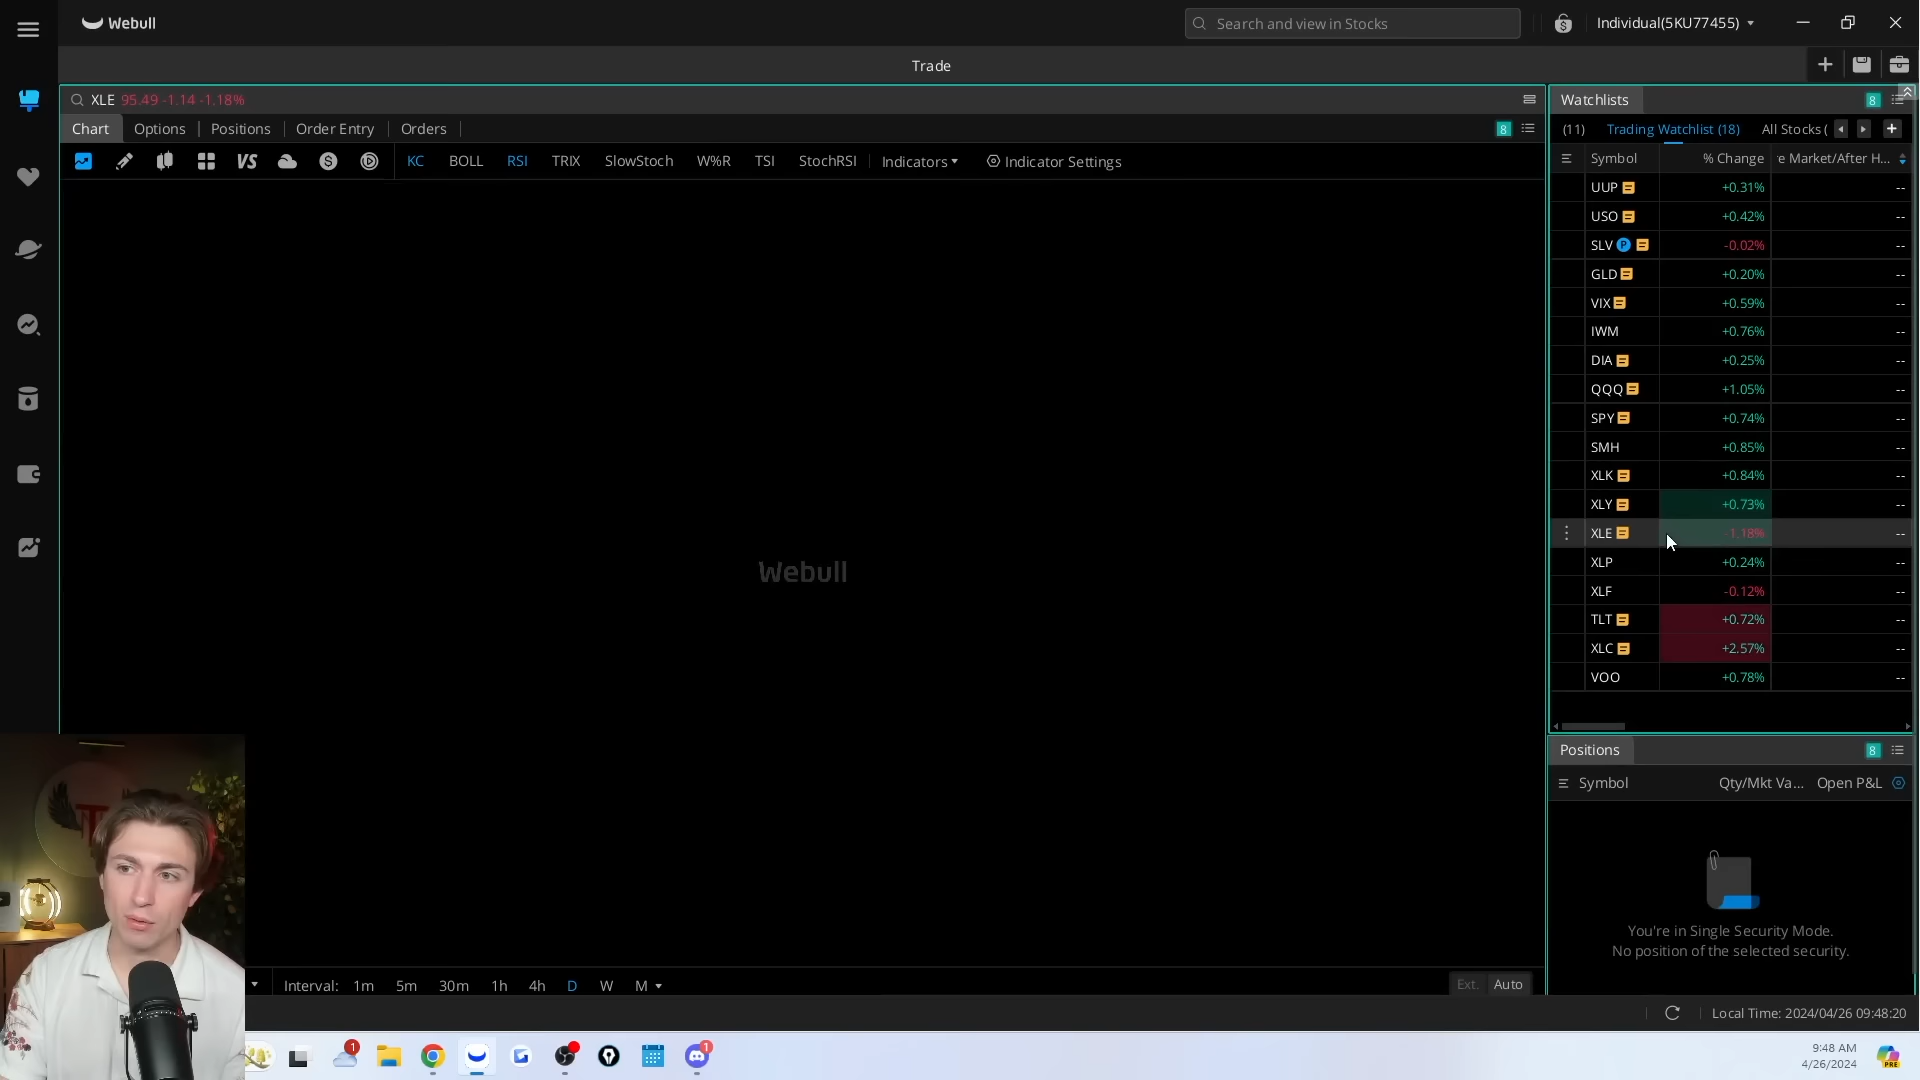 Webull
Search and view in Stocks
Individual(5KU77455)
Trade
XLE 95.49 -1.14 -1.18%
Chart Options Positions Order Entry Orders
8
VS
KC BOLL RSI TRIX SlowStoch W%R TSI StochRSI Indicators Indicator Settings
Webull
Interval: 1m 5m 30m 1h 4h D W M
Ext. Auto
Watchlists
8
(11) Trading Watchlist (18) All Stocks (
Symbol % Change e Market/After H...
UUP +0.31% --
USO +0.42% --
SLV P -0.02% --
GLD +0.20% --
VIX +0.59% --
IWM +0.76% --
DIA +0.25% --
QQQ +1.05% --
SPY +0.74% --
SMH +0.85% --
XLK +0.84% --
XLY +0.73% --
XLE -1.18% --
XLP +0.24% --
XLF -0.12% --
TLT +0.72% --
XLC +2.57% --
VOO +0.78% --
Positions
8
Symbol Qty/Mkt Va... Open P&L
You're in Single Security Mode.
No position of the selected security.
Local Time: 2024/04/26 09:48:20
1
1
9:48 AM
4/26/2024
PRE